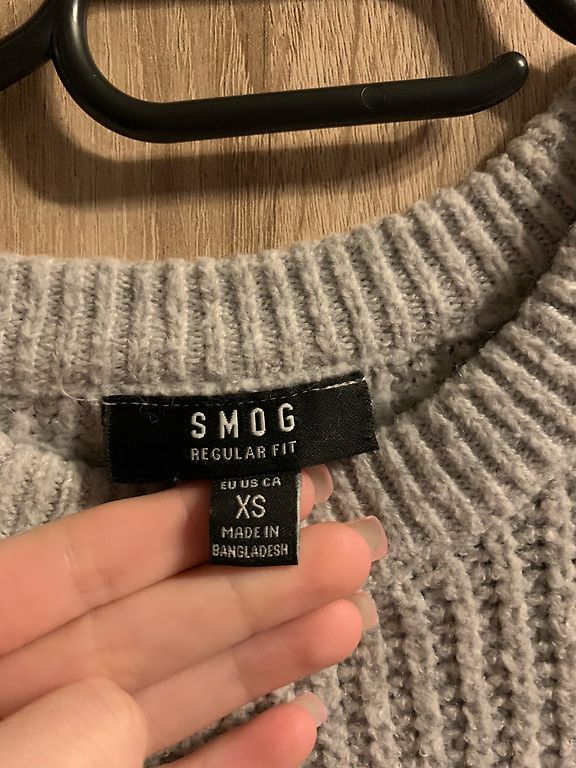 SMOG
REGULAR FIT
EU US CA
XS
MADE IN
BANGLADESH